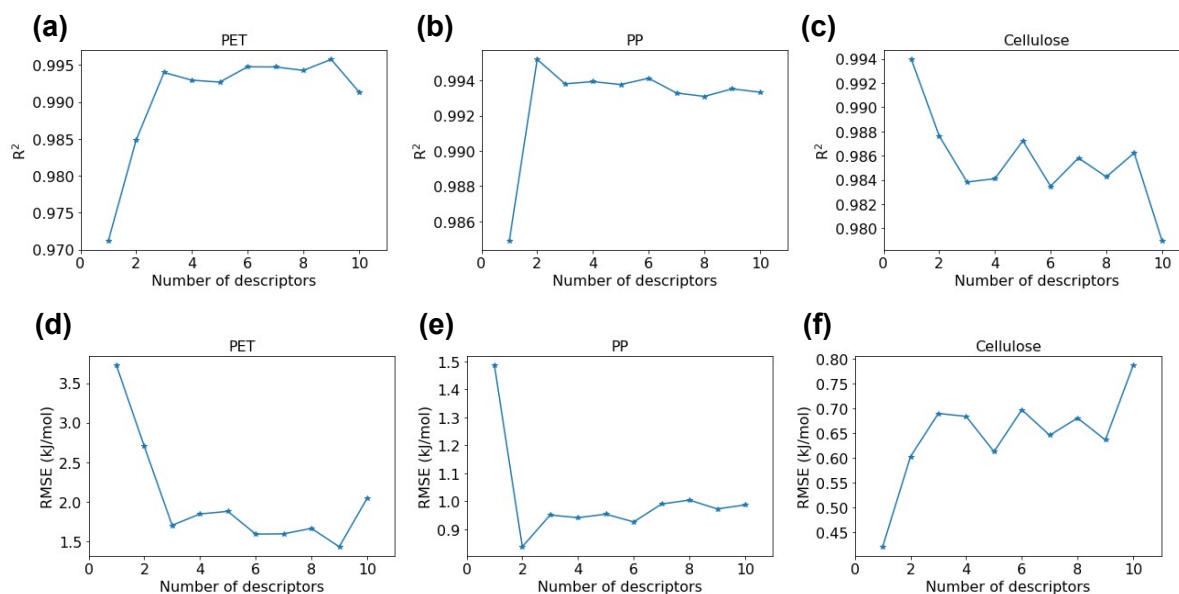 (a)
PET
0.995
0.990
0.985
0.980
0.975
0.970
R²
0 2 4 6 8 10
Number of descriptors
(b)
PP
0.994
0.992
0.990
0.988
0.986
R²
0 2 4 6 8 10
Number of descriptors
(c)
Cellulose
0.994
0.992
0.990
0.988
0.986
0.984
0.982
0.980
R²
0 2 4 6 8 10
Number of descriptors
(d)
PET
3.5
3.0
2.5
2.0
1.5
RMSE (kJ/mol)
0 2 4 6 8 10
Number of descriptors
(e)
PP
1.5
1.4
1.3
1.2
1.1
1.0
0.9
RMSE (kJ/mol)
0 2 4 6 8 10
Number of descriptors
(f)
Cellulose
0.80
0.75
0.70
0.65
0.60
0.55
0.50
0.45
RMSE (kJ/mol)
0 2 4 6 8 10
Number of descriptors